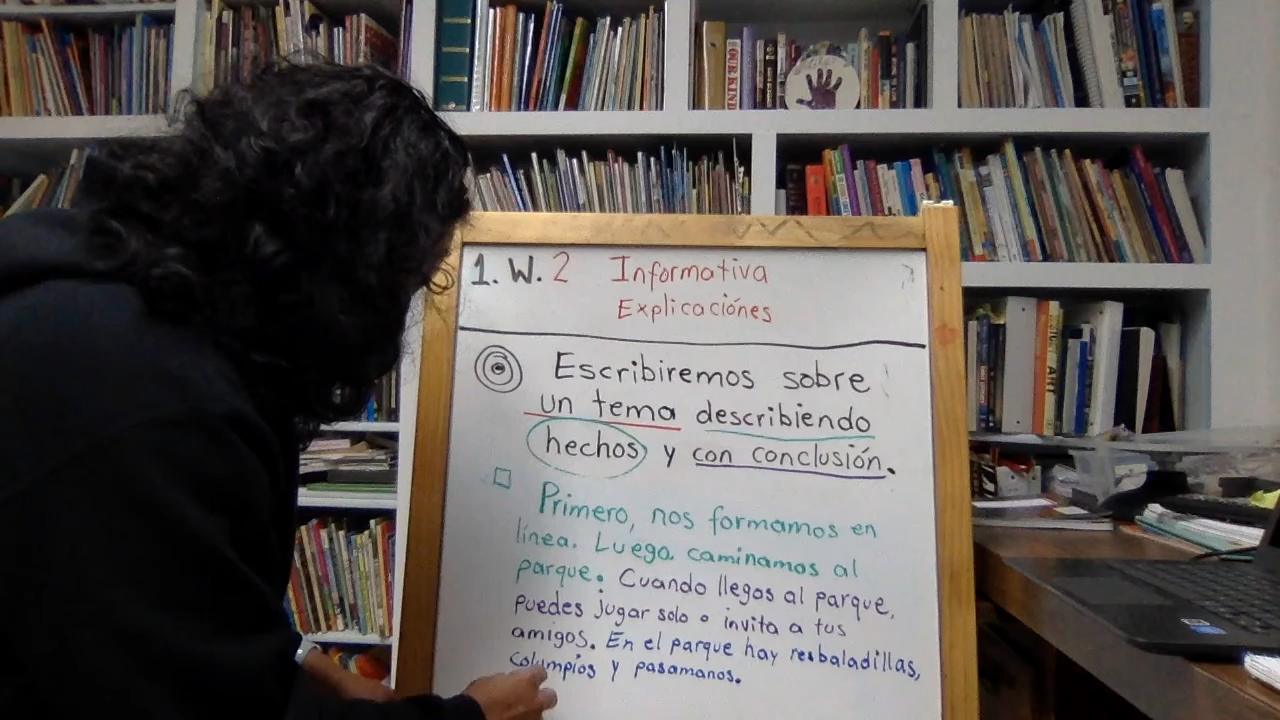 OUR KIND
1. W. 2 Informativa
Explicaciónes
Escribiremos sobre
un tema describiendo
hechos y con conclusión.
Primero, nos formamos en
línea. Luego caminamos al
parque. Cuando llegas al parque,
puedes jugar solo o invita a tus
amigos. En el parque hay resbaladillas,
columpios y pasamanos.